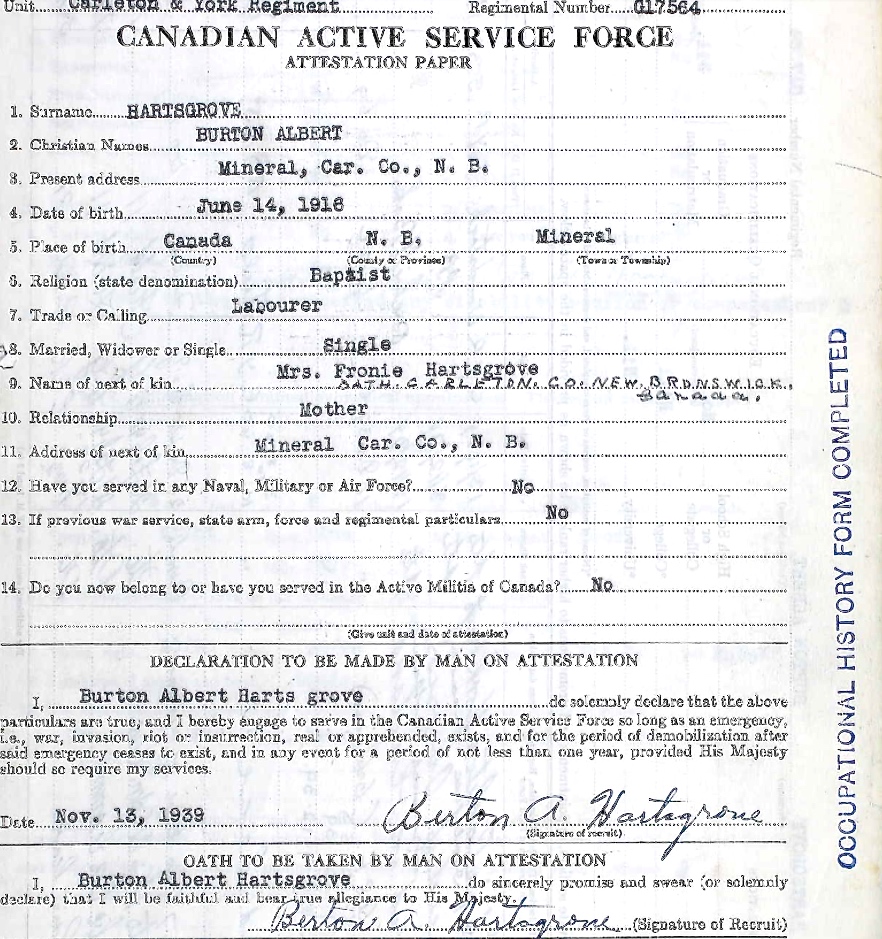 Unit Carleton & York Regiment Regimental Number G17564
CANADIAN ACTIVE SERVICE FORCE
ATTESTATION PAPER
1. Surname HARTSGROVE
2. Christian Names BURTON ALBERT
3. Present address Mineral, Car. Co., N. B.
4. Date of birth June 14, 1916
5. Place of birth Canada N. B. Mineral
(Country) (County or Province) (Town or Township)
6. Religion (state denomination) Baptist
7. Trade or Calling Labourer
8. Married, Widower or Single Single
9. Name of next of kin Mrs. Fronie Hartsgrove
BATH. CARLETON. CO. NEW. BRUNSWICK.,
Canada.
10. Relationship Mother
11. Address of next of kin Mineral Car. Co., N. B.
12. Have you served in any Naval, Military or Air Force? No
13. If previous war service, state arm, force and regimental particulars No
14. Do you now belong to or have you served in the Active Militia of Canada? No
(Give unit and date of attestation)
DECLARATION TO BE MADE BY MAN ON ATTESTATION
I, Burton Albert Harts grove do solemnly declare that the above
particulars are true, and I hereby engage to serve in the Canadian Active Service Force so long as an emergency,
i.e., war, invasion, riot or insurrection, real or apprehended, exists, and for the period of demobilization after
said emergency ceases to exist, and in any event for a period of not less than one year, provided His Majesty
should so require my services.
Date Nov. 13, 1939 Berton A. Hartsgrove
(Signature of recruit)
OATH TO BE TAKEN BY MAN ON ATTESTATION
I, Burton Albert Hartsgrove do sincerely promise and swear (or solemnly
declare) that I will be faithful and bear true allegiance to His Majesty.
Berton A. Hartsgrove (Signature of Recruit)
OCCUPATIONAL HISTORY FORM COMPLETED